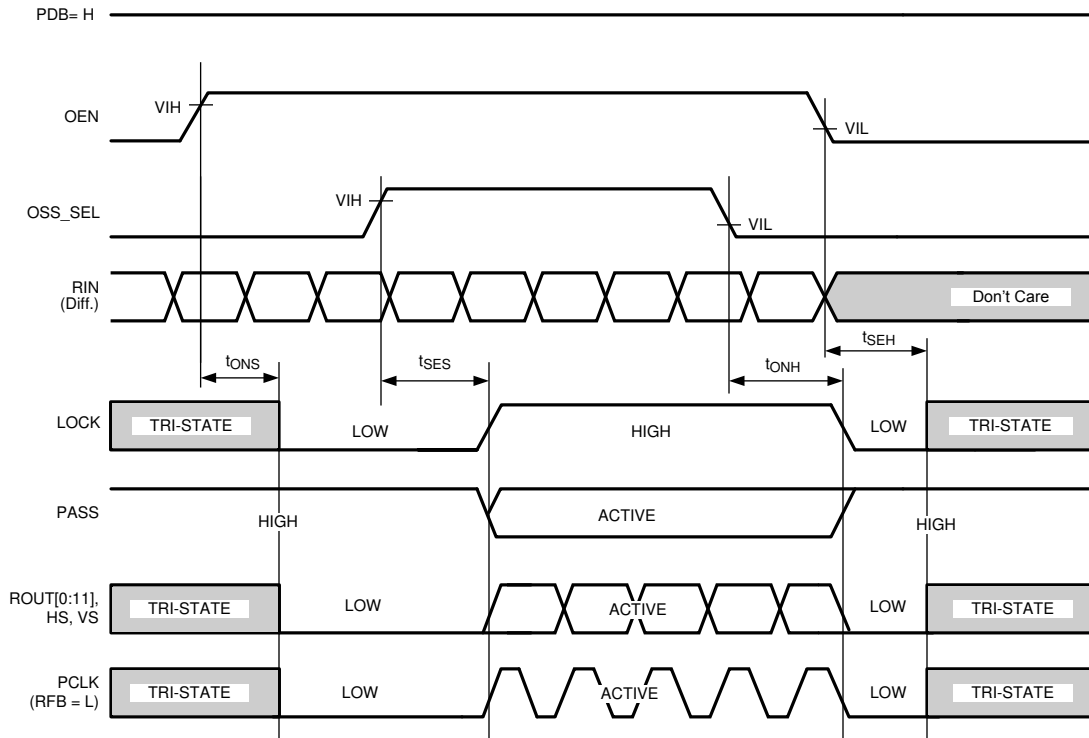 PDB= H
OEN
VIH
VIL
OSS_SEL
VIH
VIL
RIN
(Diff.)
Don't Care
tONS
tSES
tONH
tSEH
LOCK
TRI-STATE
LOW
HIGH
LOW
TRI-STATE
PASS
HIGH
ACTIVE
HIGH
ROUT[0:11],
HS, VS
TRI-STATE
LOW
ACTIVE
LOW
TRI-STATE
PCLK
(RFB = L)
TRI-STATE
LOW
ACTIVE
LOW
TRI-STATE